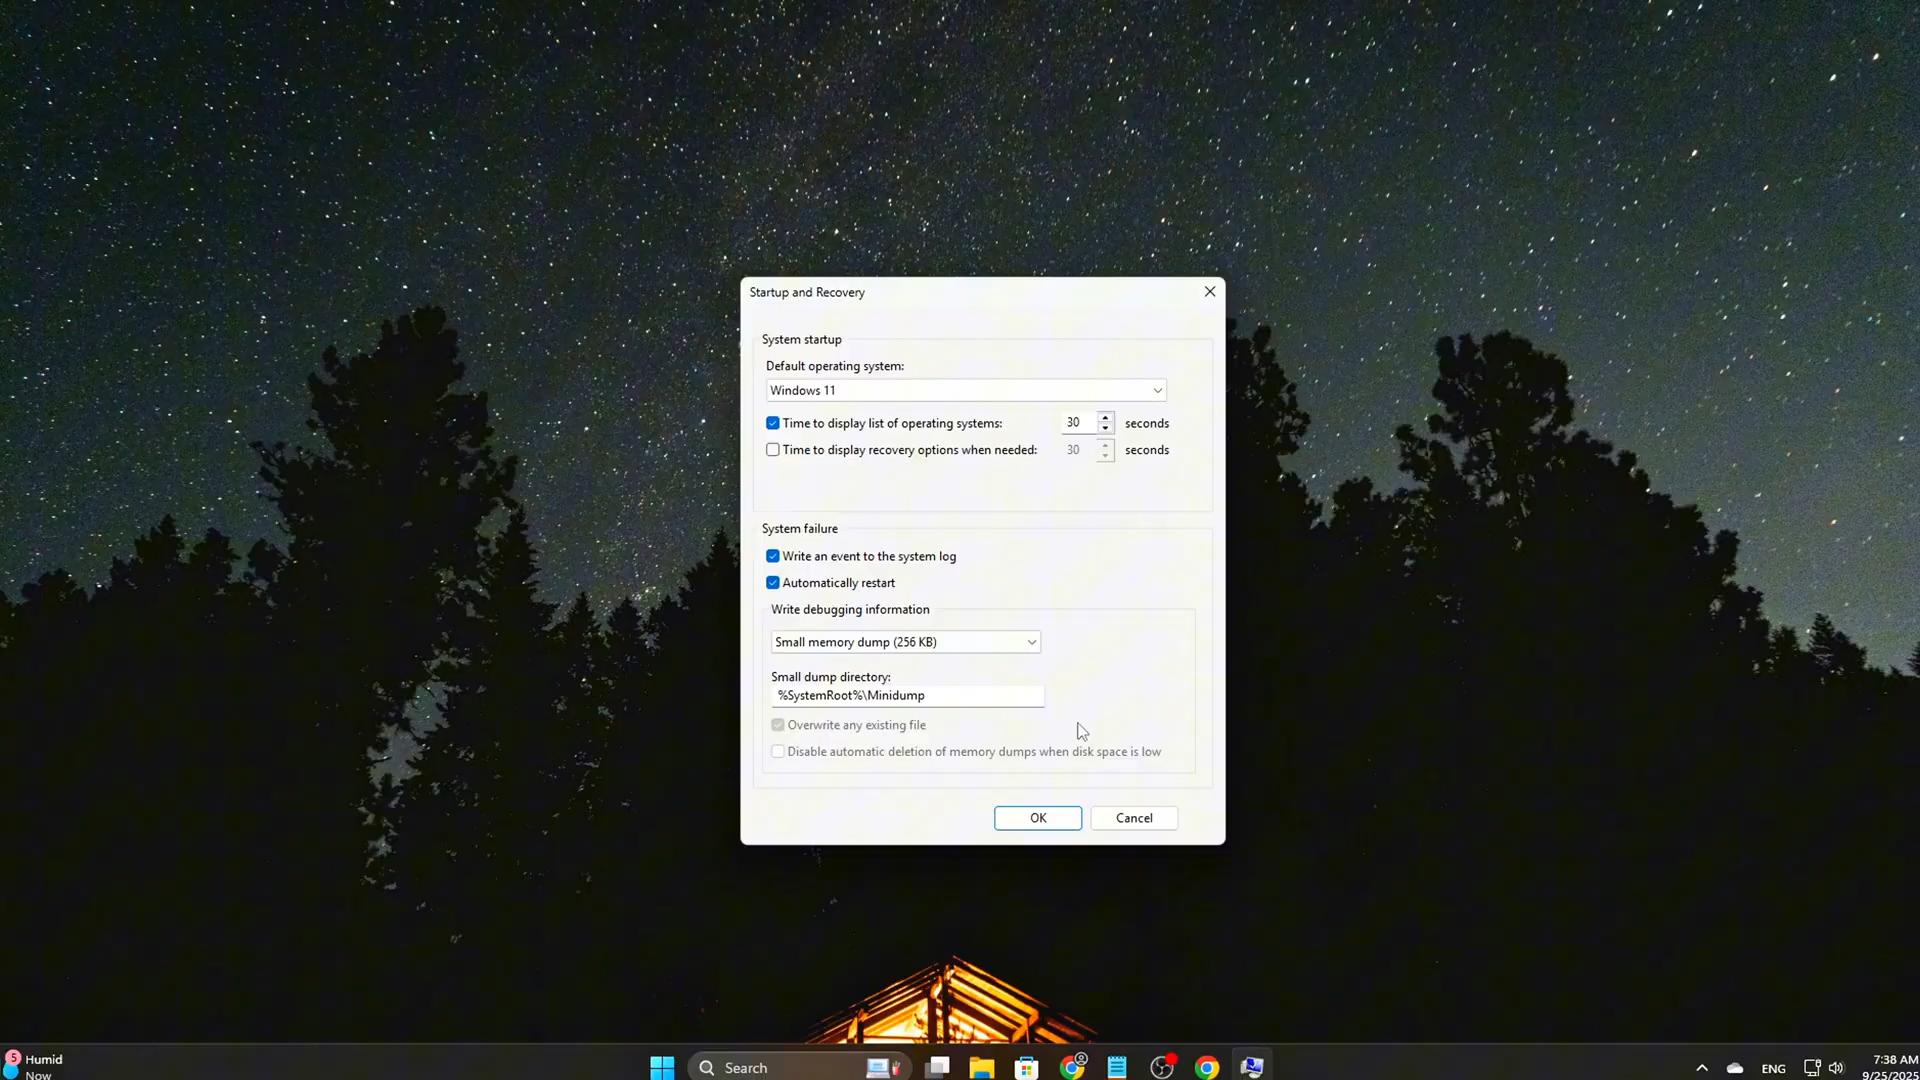 Startup and Recovery
System startup
Default operating system:
Windows 11
Time to display list of operating systems: 30 seconds
Time to display recovery options when needed: 30 seconds
System failure
Write an event to the system log
Automatically restart
Write debugging information
Small memory dump (256 KB)
Small dump directory:
%SystemRoot%\Minidump
Overwrite any existing file
Disable automatic deletion of memory dumps when disk space is low
OK Cancel
5 Humid
Now
Search
ENG
7:38 AM
9/25/2025